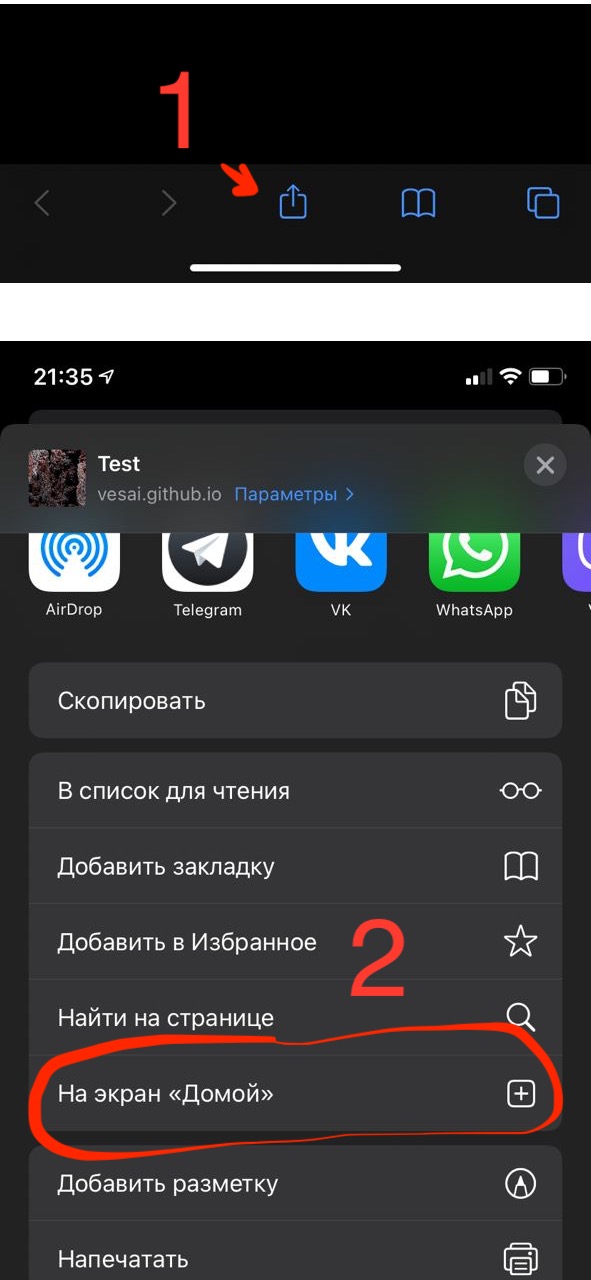 1
21:35
Test
vesai.github.io Параметры
AirDrop
Telegram
VK
WhatsApp
Скопировать
В список для чтения
Добавить закладку
Добавить в Избранное
2
Найти на странице
На экран «Домой»
Добавить разметку
Напечатать